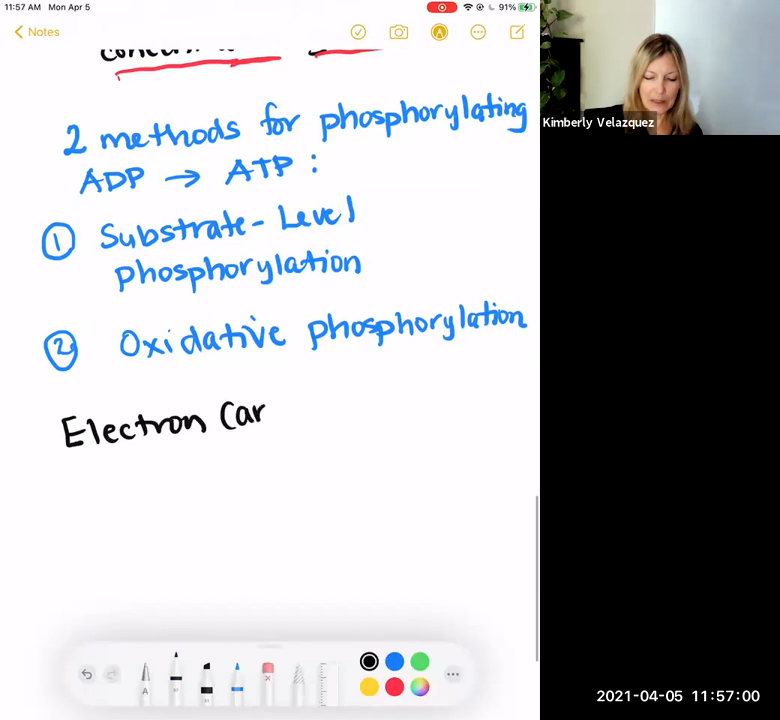 11:57 AM Mon Apr 5
91%
Notes
2 methods for phosphorylating
ADP → ATP :
① Substrate-Level
phosphorylation
② Oxidative phosphorylation
Electron Car
Kimberly Velazquez
2021-04-05 11:57:00